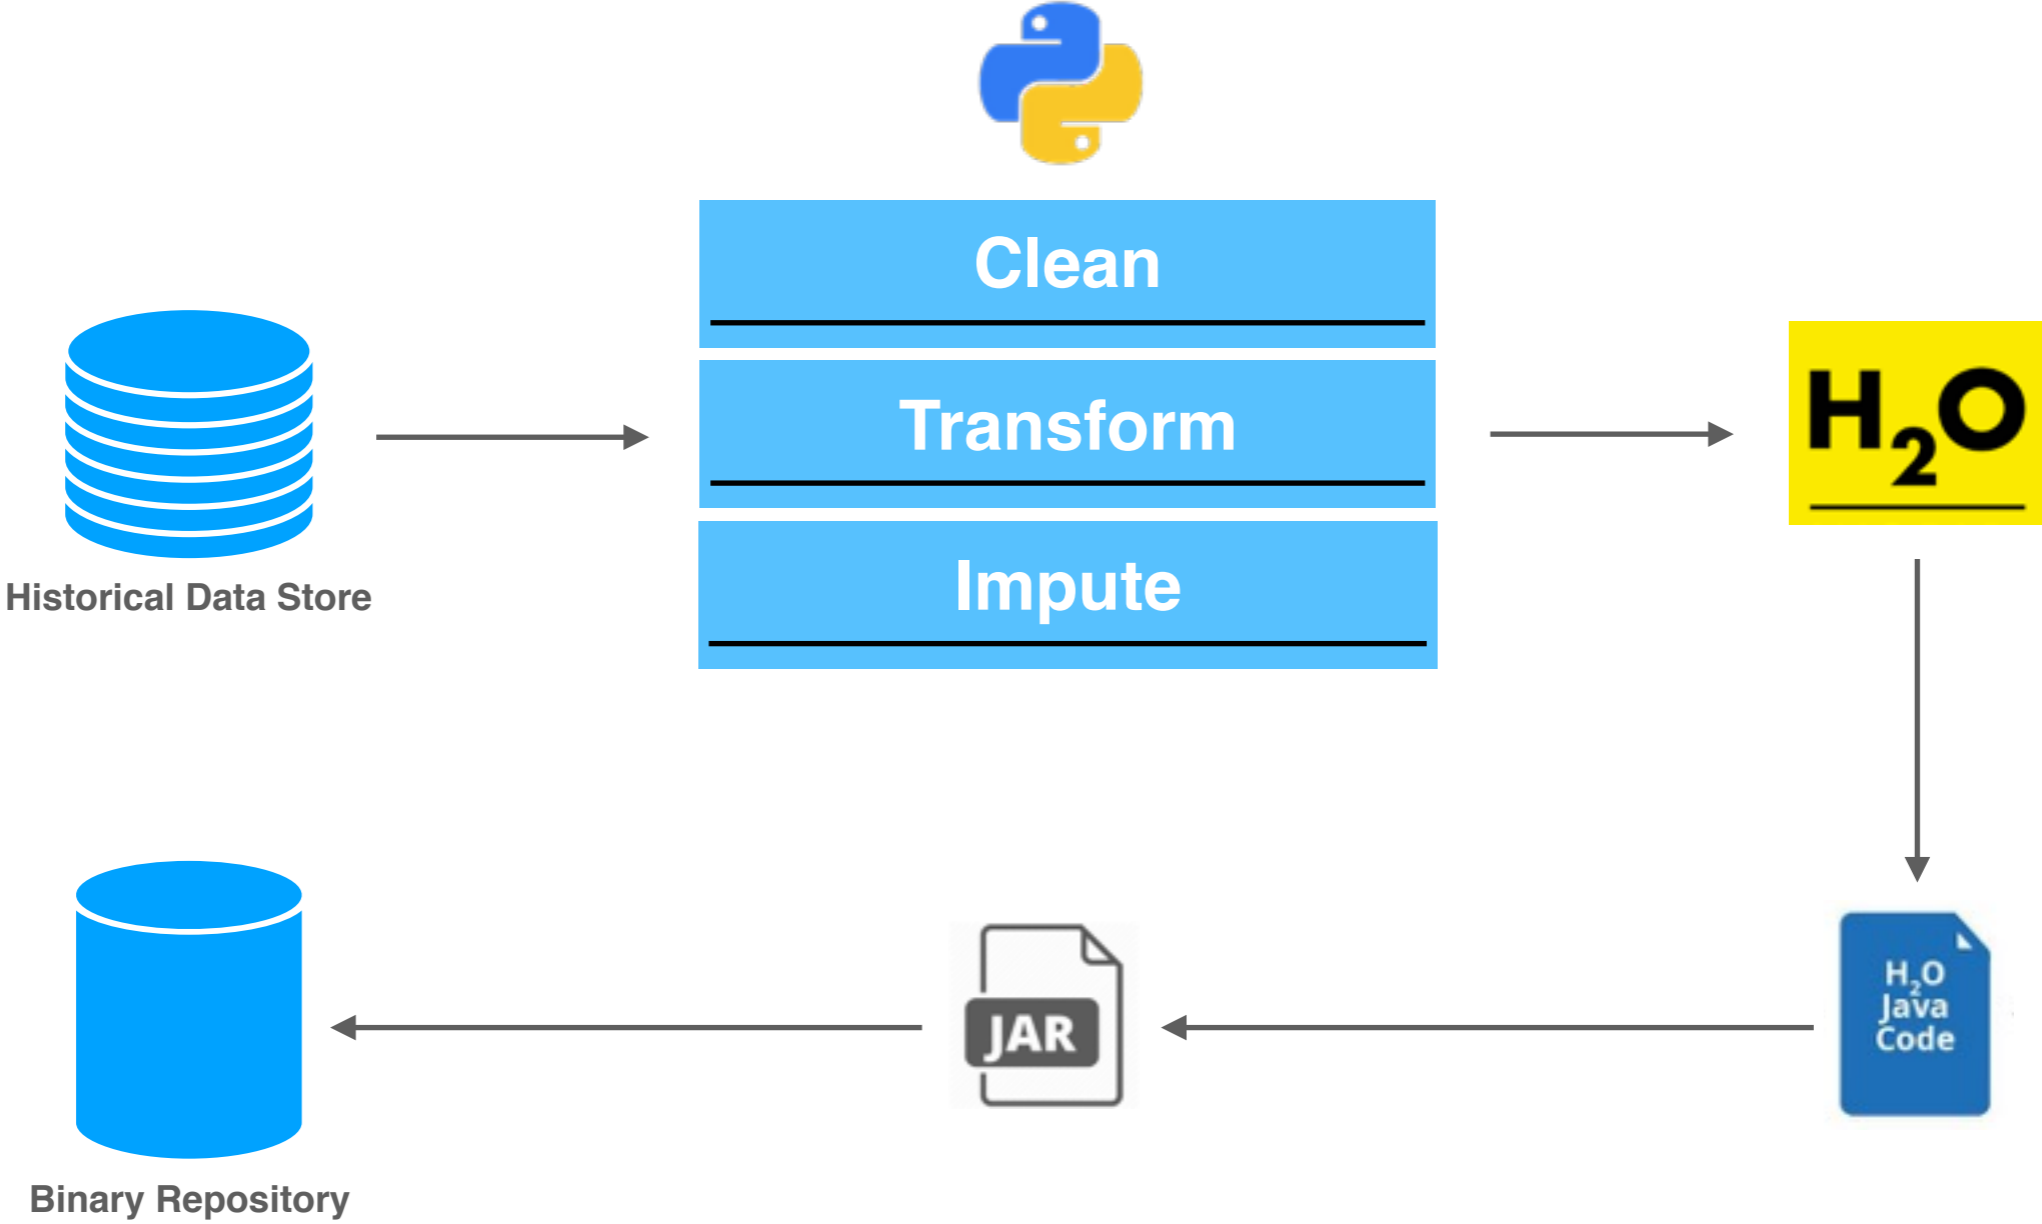 Clean
Transform
Impute
H2O
Historical Data Store
H2O
Java
Code
JAR
Binary Repository